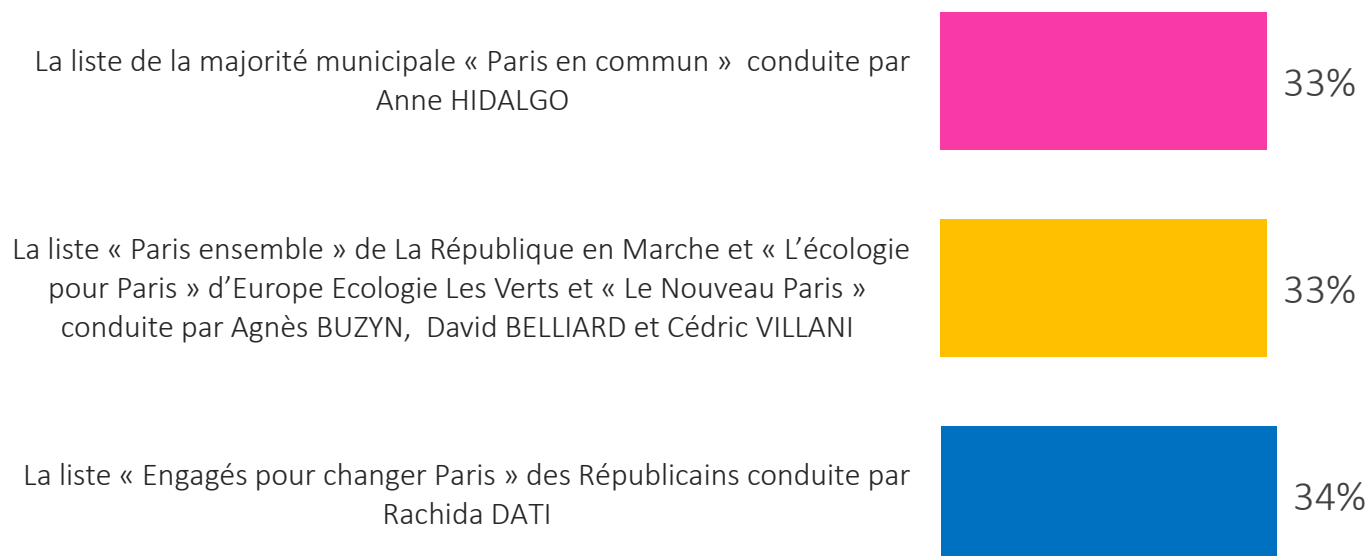 La liste de la majorité municipale « Paris en commun »  conduite par
Anne HIDALGO
33%
La liste « Paris ensemble » de La République en Marche et « L’écologie
pour Paris » d’Europe Ecologie Les Verts et « Le Nouveau Paris »
conduite par Agnès BUZYN,  David BELLIARD et Cédric VILLANI
33%
La liste « Engagés pour changer Paris » des Républicains conduite par
Rachida DATI
34%